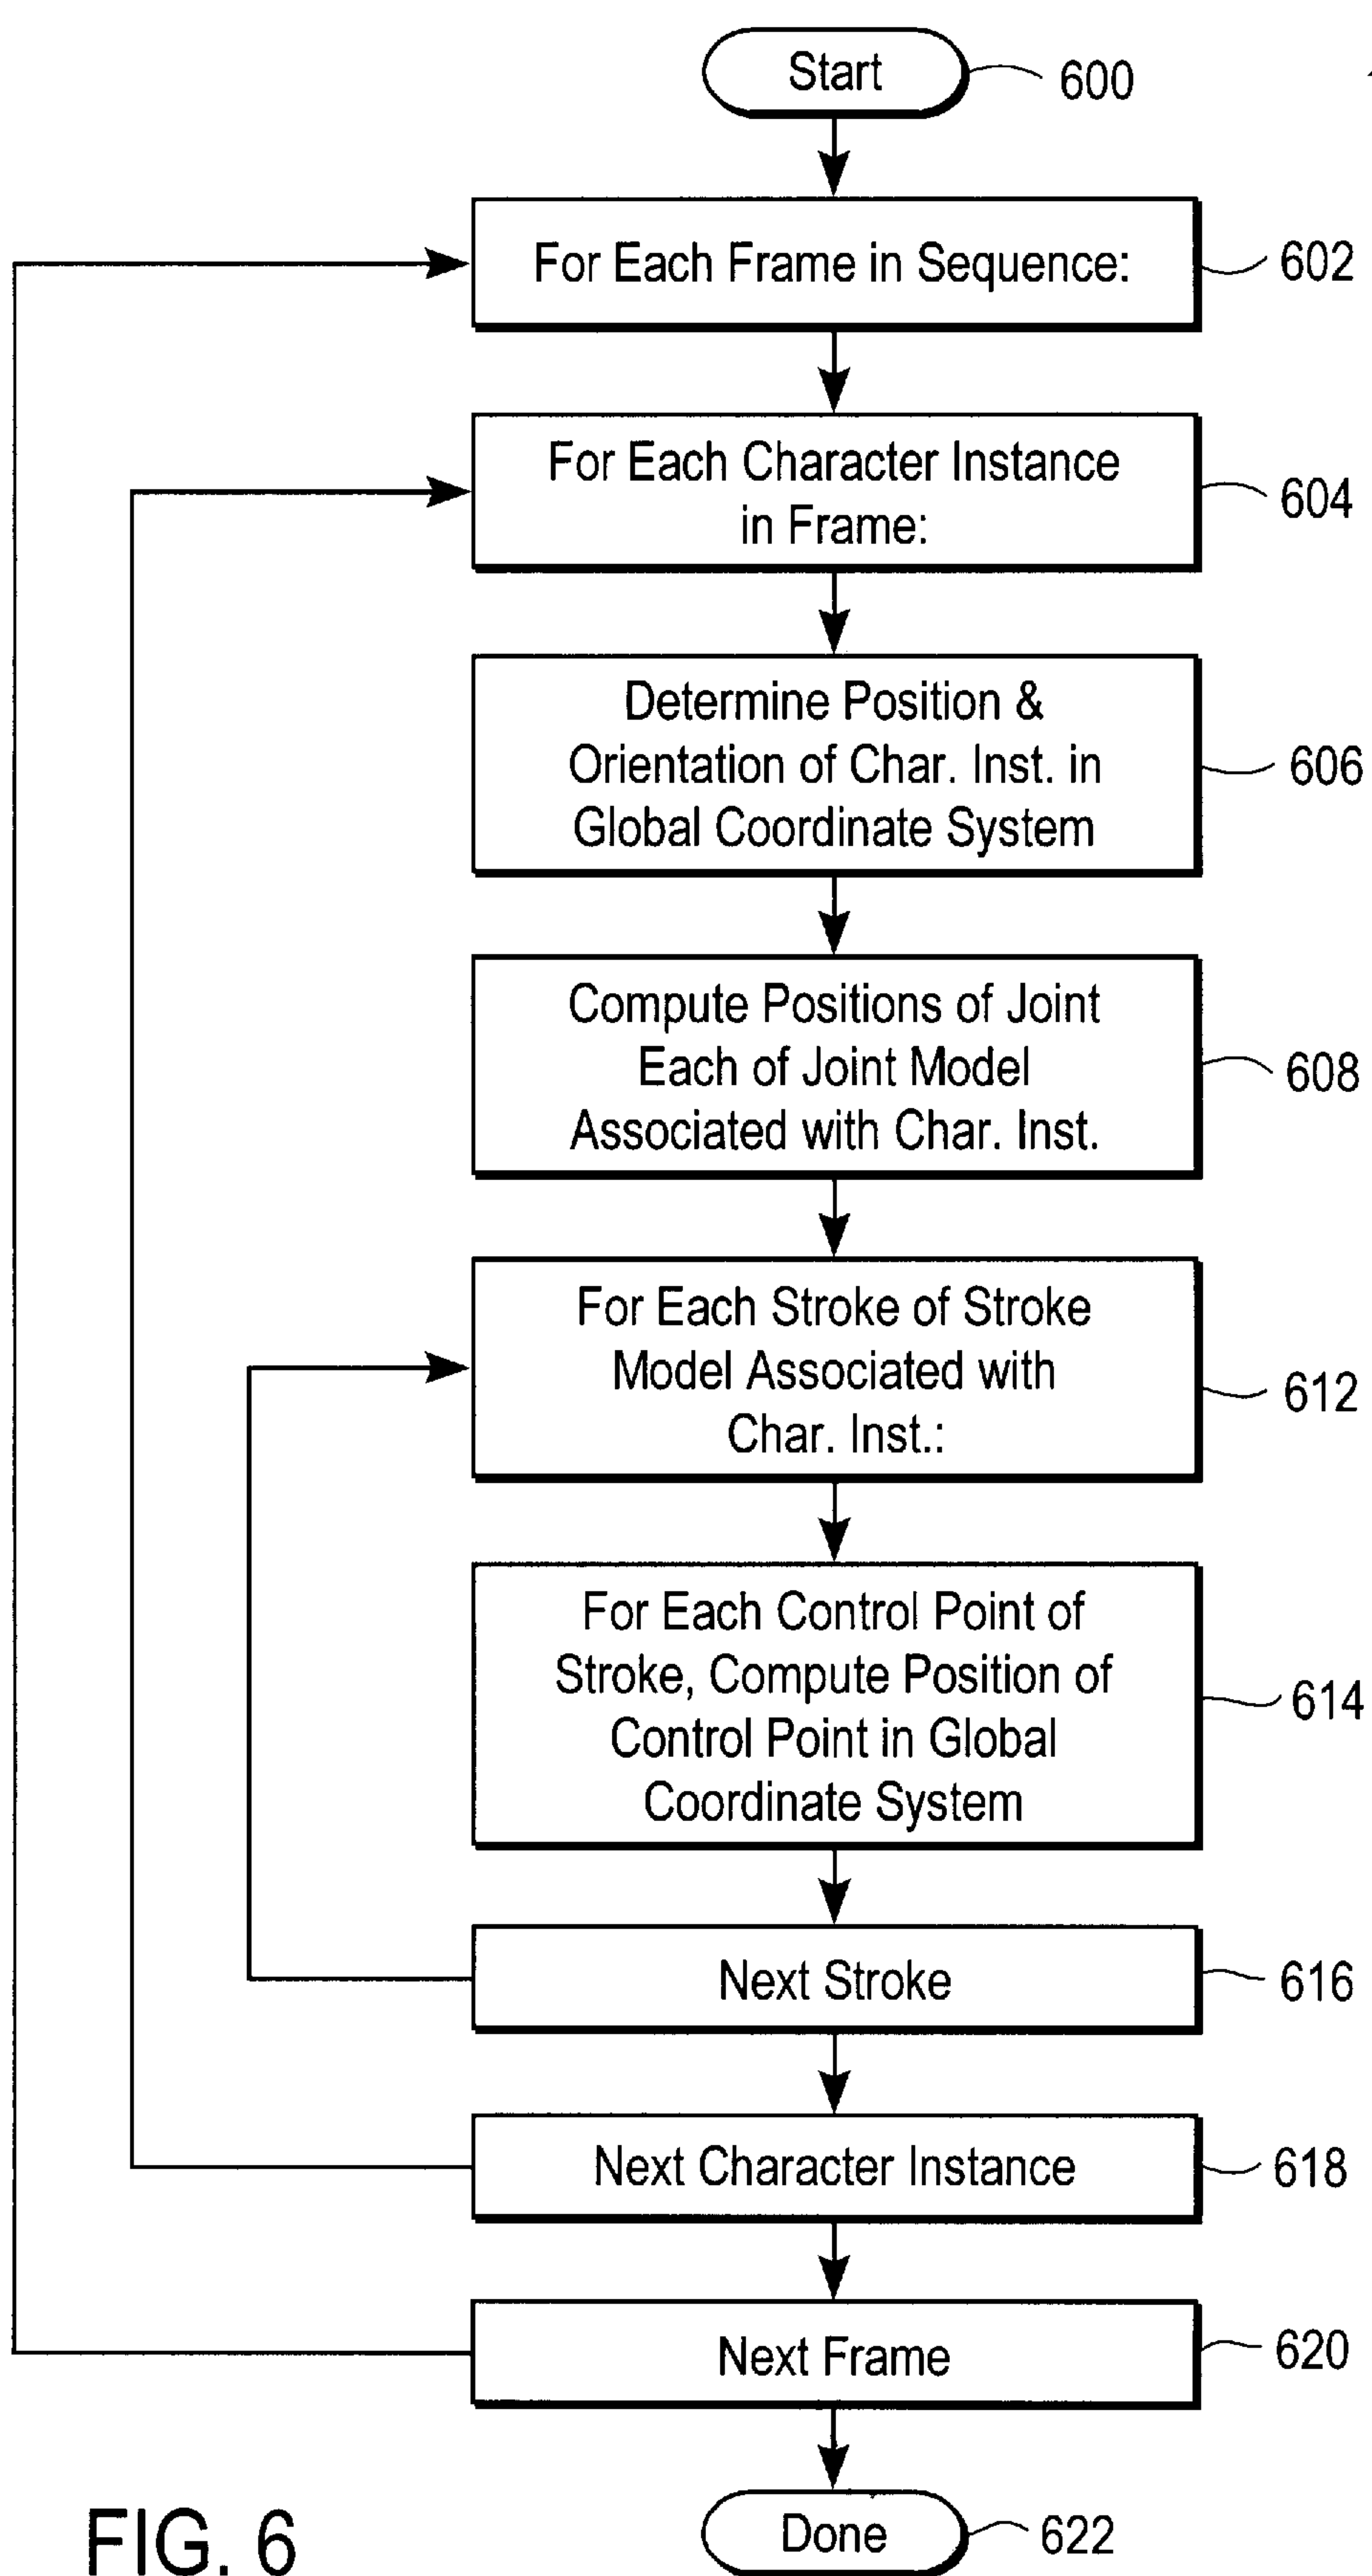 Start
600
For Each Frame in Sequence:
602
For Each Character Instance
in Frame:
604
Determine Position &
Orientation of Char. Inst. in
Global Coordinate System
606
Compute Positions of Joint
Each of Joint Model
Associated with Char. Inst.
608
For Each Stroke of Stroke
Model Associated with
Char. Inst.:
612
For Each Control Point of
Stroke, Compute Position of
Control Point in Global
Coordinate System
614
Next Stroke
616
Next Character Instance
618
Next Frame
620
Done
622
FIG. 6